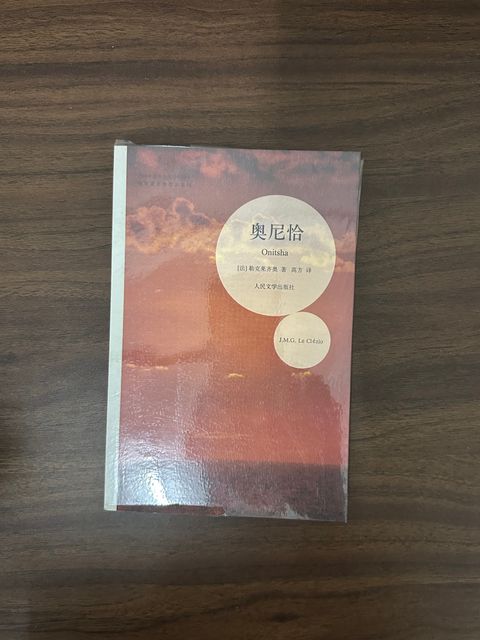 奥尼恰
Onitsha
[法] 勒克莱齐奥 著 高方 译
人民文学出版社
J.M.G. Le Clézio